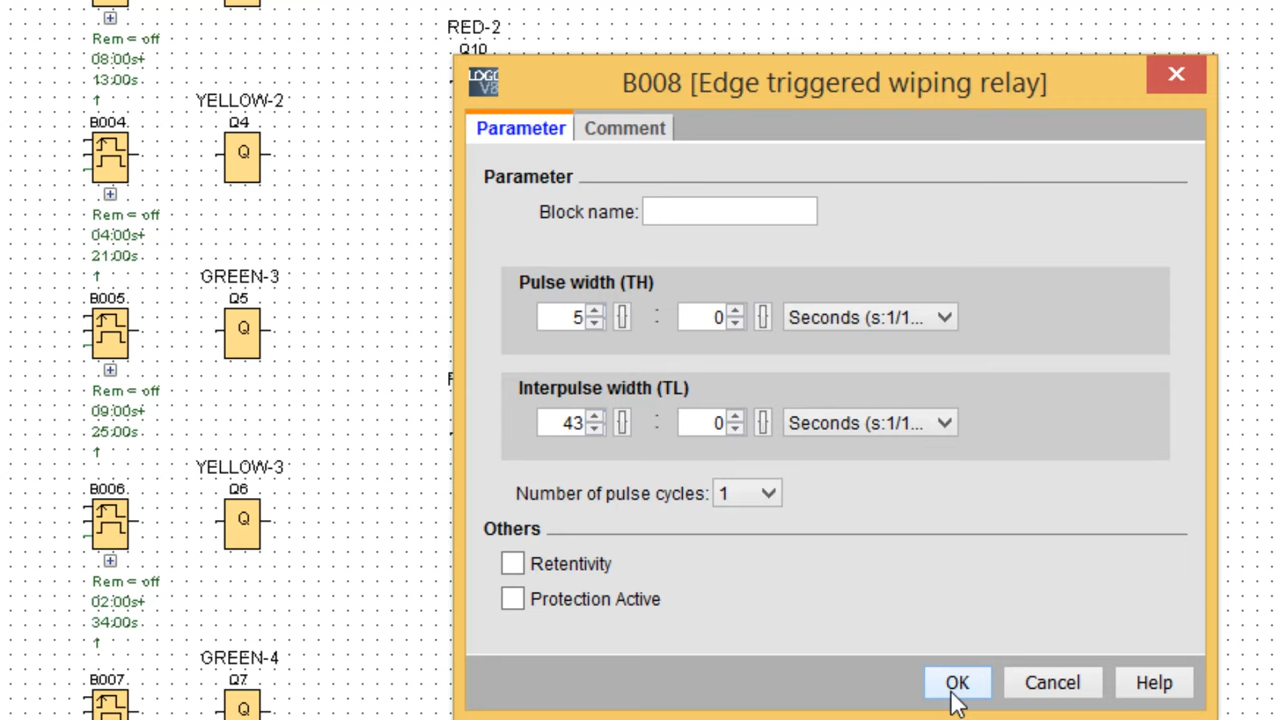 Rem = off
08:00s+
13:00s
↑
YELLOW-2
B004
Q4
Q
Rem = off
04:00s+
21:00s
↑
GREEN-3
B005
Q5
Q
Rem = off
09:00s+
25:00s
↑
YELLOW-3
B006
Q6
Q
Rem = off
02:00s+
34:00s
↑
GREEN-4
B007
Q7
Q
RED-2
Q10
LOGO
V8
B008 [Edge triggered wiping relay]
Parameter
Comment
Parameter
Block name:
Pulse width (TH)
5 : 0 Seconds (s:1/1...
Interpulse width (TL)
43 : 0 Seconds (s:1/1...
Number of pulse cycles: 1
Others
Retentivity
Protection Active
OK
Cancel
Help